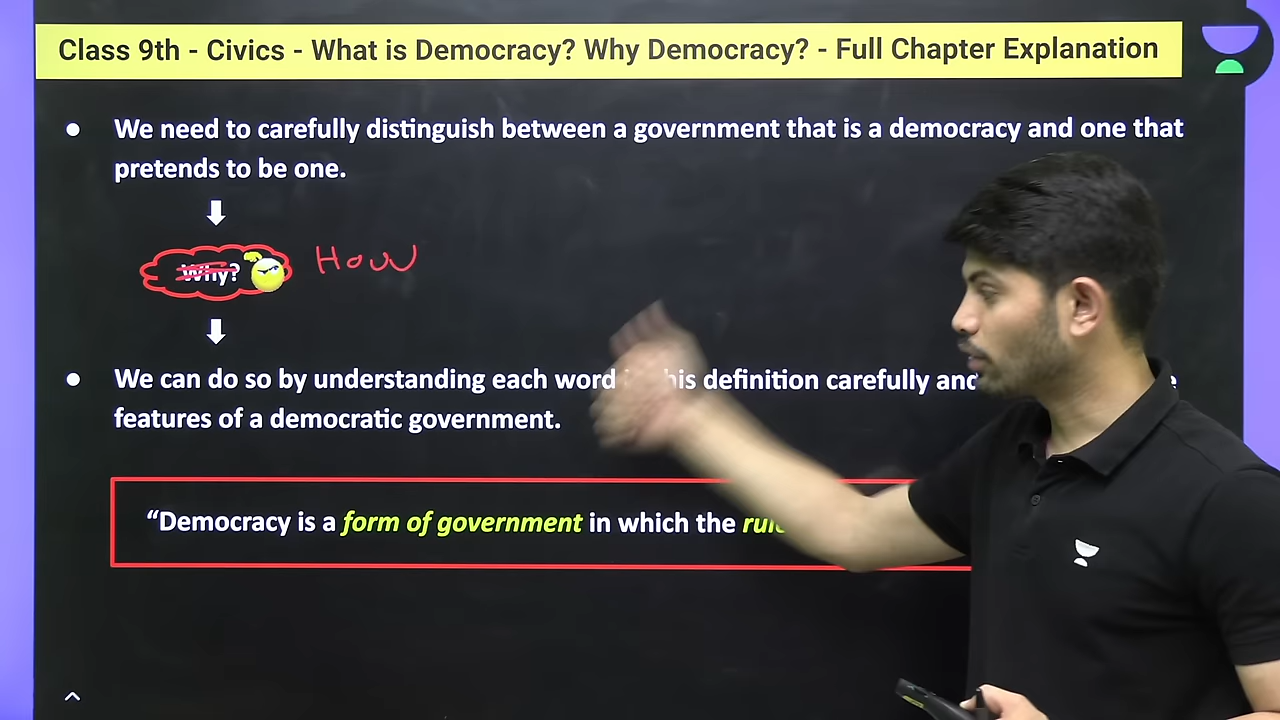 Class 9th - Civics - What is Democracy? Why Democracy? - Full Chapter Explanation
● We need to carefully distinguish between a government that is a democracy and one that
pretends to be one.
Why? How
● We can do so by understanding each word definition carefully and
features of a democratic government.
“Democracy is a form of government in which the